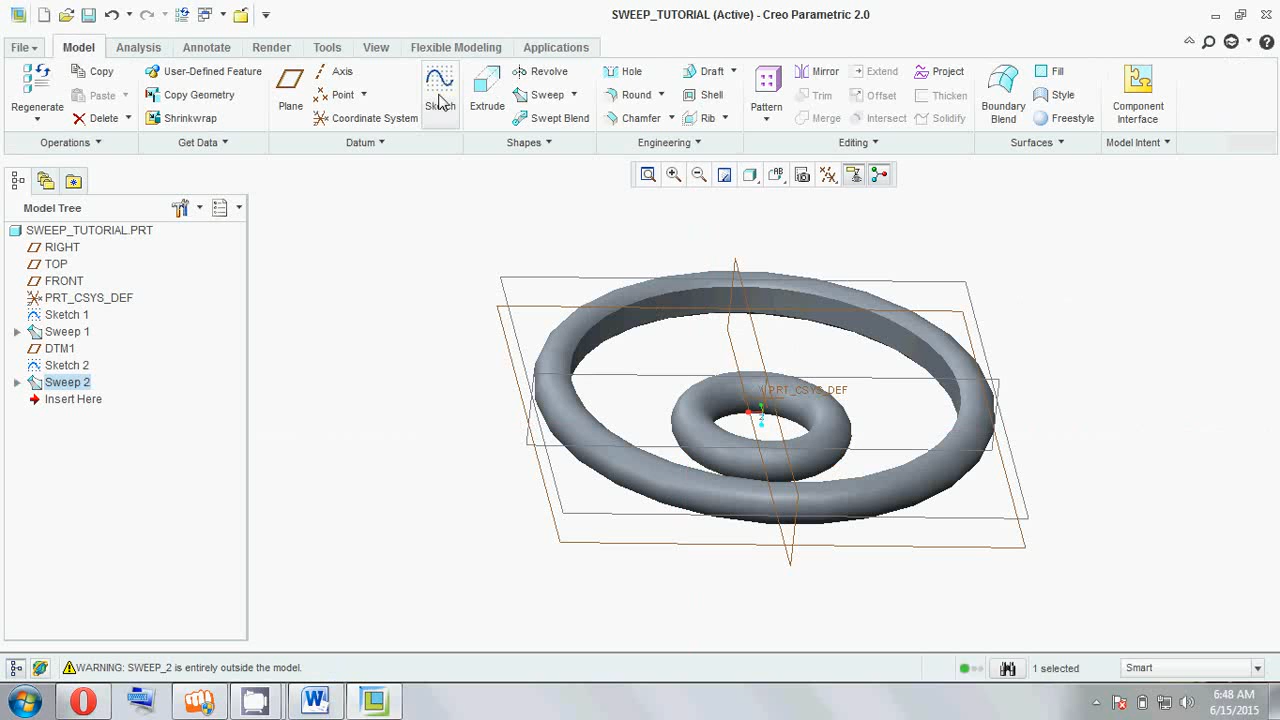 SWEEP_TUTORIAL (Active) - Creo Parametric 2.0
File Model Analysis Annotate Render Tools View Flexible Modeling Applications
Regenerate
Copy
Paste
Delete
Operations
User-Defined Feature
Copy Geometry
Shrinkwrap
Get Data
Plane
Axis
Point
Coordinate System
Sketch
Datum
Extrude
Revolve
Sweep
Swept Blend
Shapes
Hole
Round
Chamfer
Draft
Shell
Rib
Engineering
Pattern
Mirror
Trim
Merge
Extend
Offset
Intersect
Project
Thicken
Solidify
Editing
Boundary
Blend
Fill
Style
Freestyle
Surfaces
Component
Interface
Model Intent
Model Tree
SWEEP_TUTORIAL.PRT
RIGHT
TOP
FRONT
PRT_CSYS_DEF
Sketch 1
Sweep 1
DTM1
Sketch 2
Sweep 2
Insert Here
PRT_CSYS_DEF
WARNING: SWEEP_2 is entirely outside the model.
1 selected
Smart
6:48 AM
6/15/2015